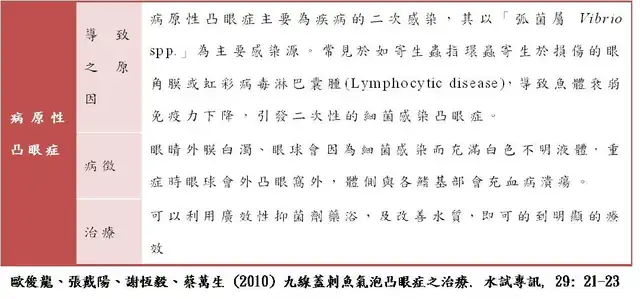 病原性
凸眼症
導致
之原
因
病原性凸眼症主要為疾病的二次感染，其以「弧菌屬 Vibrio
spp.」為主要感染源。常見於如寄生蟲指環蟲寄生於損傷的眼
角膜或虹彩病毒淋巴囊腫(Lymphocytic disease)，導致魚體衰弱
免疫力下降，引發二次性的細菌感染凸眼症。
病徵
眼睛外膜白濁、眼球會因為細菌感染而充滿白色不明液體，重
症時眼球會外凸眼窩外，體側與各鰭基部會充血病潰瘍。
治療
可以利用廣效性抑菌劑藥浴，及改善水質，即可的到明顯的療
效
歐俊龍、張戴陽、謝恆毅、蔡萬生 (2010) 九線蓋刺魚氣泡凸眼症之治療. 水試專訊, 29: 21-23